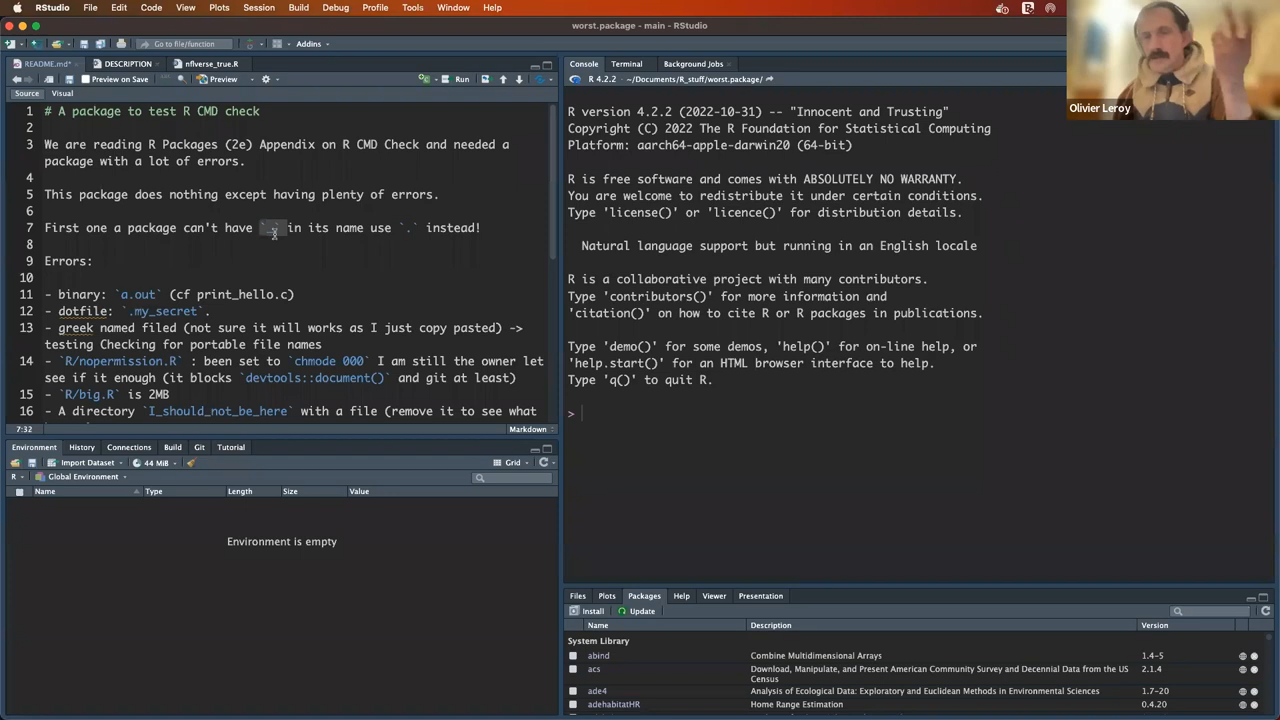 RStudio File Edit Code View Plots Session Build Debug Profile Tools Window Help
worst.package - main - RStudio
Go to file/function Addins
README.md* DESCRIPTION nflverse_true.R
Preview on Save Preview Run
Source Visual
1 # A package to test R CMD check
2
3 We are reading R Packages (2e) Appendix on R CMD Check and needed a
package with a lot of errors.
4
5 This package does nothing except having plenty of errors.
6
7 First one a package can't have `_` in its name use `.` instead!
8
9 Errors:
10
11 - binary: `a.out` (cf print_hello.c)
12 - dotfile: `.my_secret`.
13 - greek named filed (not sure it will works as I just copy pasted) ->
testing Checking for portable file names
14 - `R/nopermission.R` : been set to `chmode 000` I am still the owner let
see if it enough (it blocks `devtools::document()` and git at least)
15 - `R/big.R` is 2MB
16 - A directory `I_should_not_be_here` with a file (remove it to see what
7:32 Markdown
Environment History Connections Build Git Tutorial
Import Dataset 44 MiB Grid
R Global Environment
Name Type Length Size Value
Environment is empty
Console Terminal Background Jobs
R 4.2.2 · ~/Documents/R_stuff/worst.package/
R version 4.2.2 (2022-10-31) -- "Innocent and Trusting"
Copyright (C) 2022 The R Foundation for Statistical Computing
Platform: aarch64-apple-darwin20 (64-bit)
R is free software and comes with ABSOLUTELY NO WARRANTY.
You are welcome to redistribute it under certain conditions.
Type 'license()' or 'licence()' for distribution details.
Natural language support but running in an English locale
R is a collaborative project with many contributors.
Type 'contributors()' for more information and
'citation()' on how to cite R or R packages in publications.
Type 'demo()' for some demos, 'help()' for on-line help, or
'help.start()' for an HTML browser interface to help.
Type 'q()' to quit R.
>
Files Plots Packages Help Viewer Presentation
Install Update
Name Description Version
System Library
abind Combine Multidimensional Arrays 1.4-5
acs Download, Manipulate, and Present American Community Survey and Decennial Data from the US 2.1.4
Census
ade4 Analysis of Ecological Data: Exploratory and Euclidean Methods in Environmental Sciences 1.7-20
adehabitatHR Home Range Estimation 0.4.20
Olivier Leroy